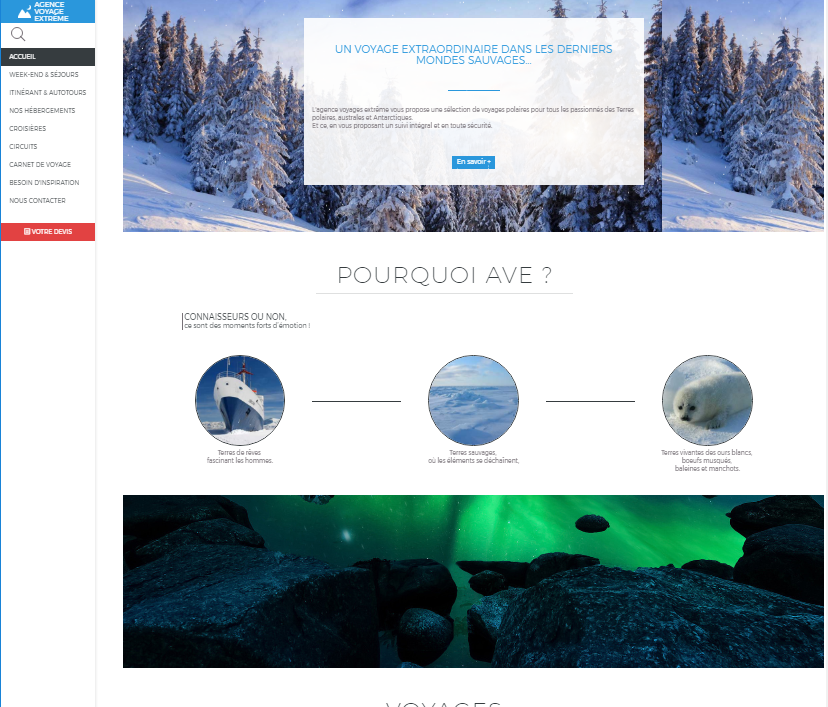 AGENCE
VOYAGE
EXTRÊME
ACCUEIL
WEEK-END & SÉJOURS
ITINÉRANT & AUTOTOURS
NOS HÉBERGEMENTS
CROISIÈRES
CIRCUITS
CARNET DE VOYAGE
BESOIN D'INSPIRATION
NOUS CONTACTER
VOTRE DEVIS
UN VOYAGE EXTRAORDINAIRE DANS LES DERNIERS
MONDES SAUVAGES...
L'agence voyages extrême vous propose une sélection de voyages polaires pour tous les passionnés des Terres
polaires, australes et Antarctiques.
Et ce, en vous proposant un suivi intégral et en toute sécurité.
En savoir +
POURQUOI AVE ?
CONNAISSEURS OU NON,
ce sont des moments forts d'émotion !
Terres de rêves
fascinant les hommes.
Terres sauvages,
où les éléments se déchaînent,
Terres vivantes des ours blancs,
boeufs musqués,
baleines et manchots.
VOYAGES